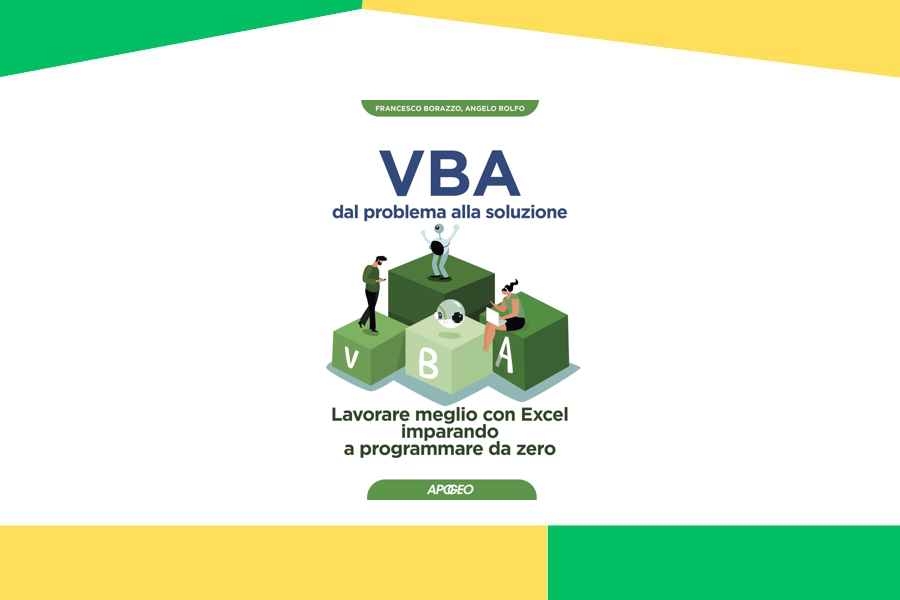 FRANCESCO BORAZZO, ANGELO ROLFO
VBA
dal problema alla soluzione
V
B
A
Lavorare meglio con Excel
imparando
a programmare da zero
APOGEO